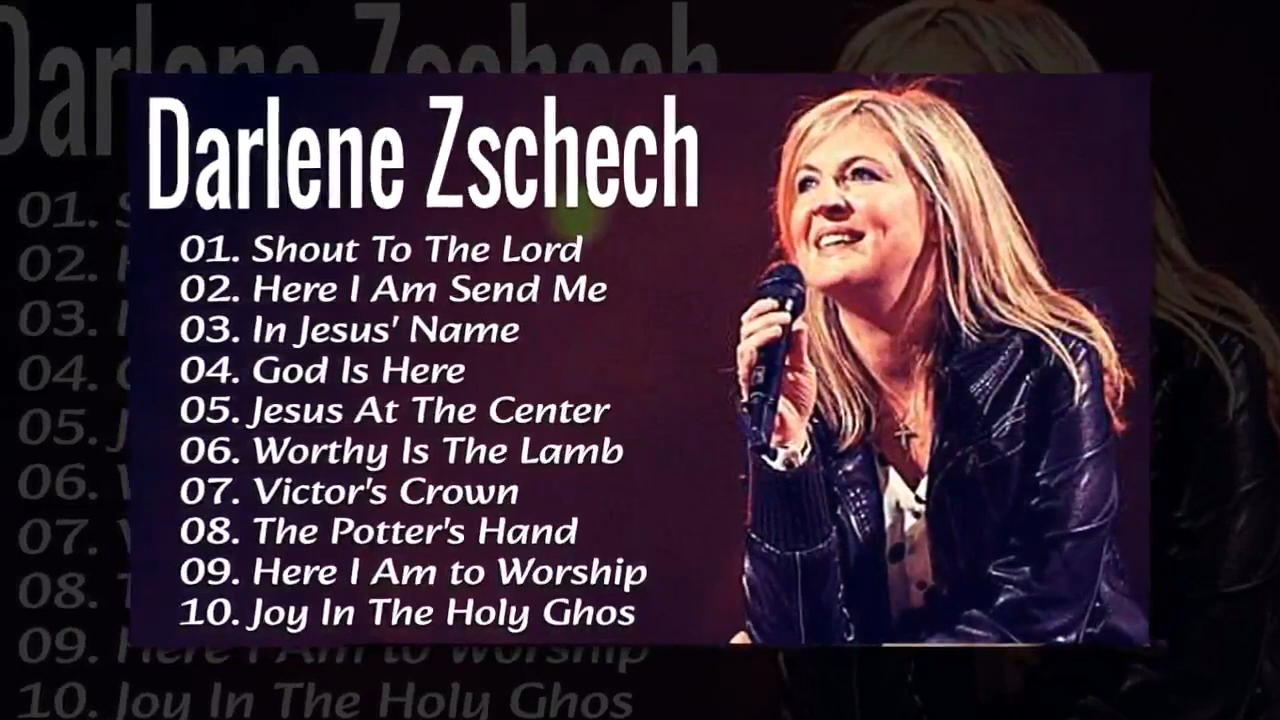 Darlene Zschech
01. Shout To The Lord
02. Here I Am Send Me
03. In Jesus' Name
04. God Is Here
05. Jesus At The Center
06. Worthy Is The Lamb
07. Victor's Crown
08. The Potter's Hand
09. Here I Am to Worship
10. Joy In The Holy Ghos